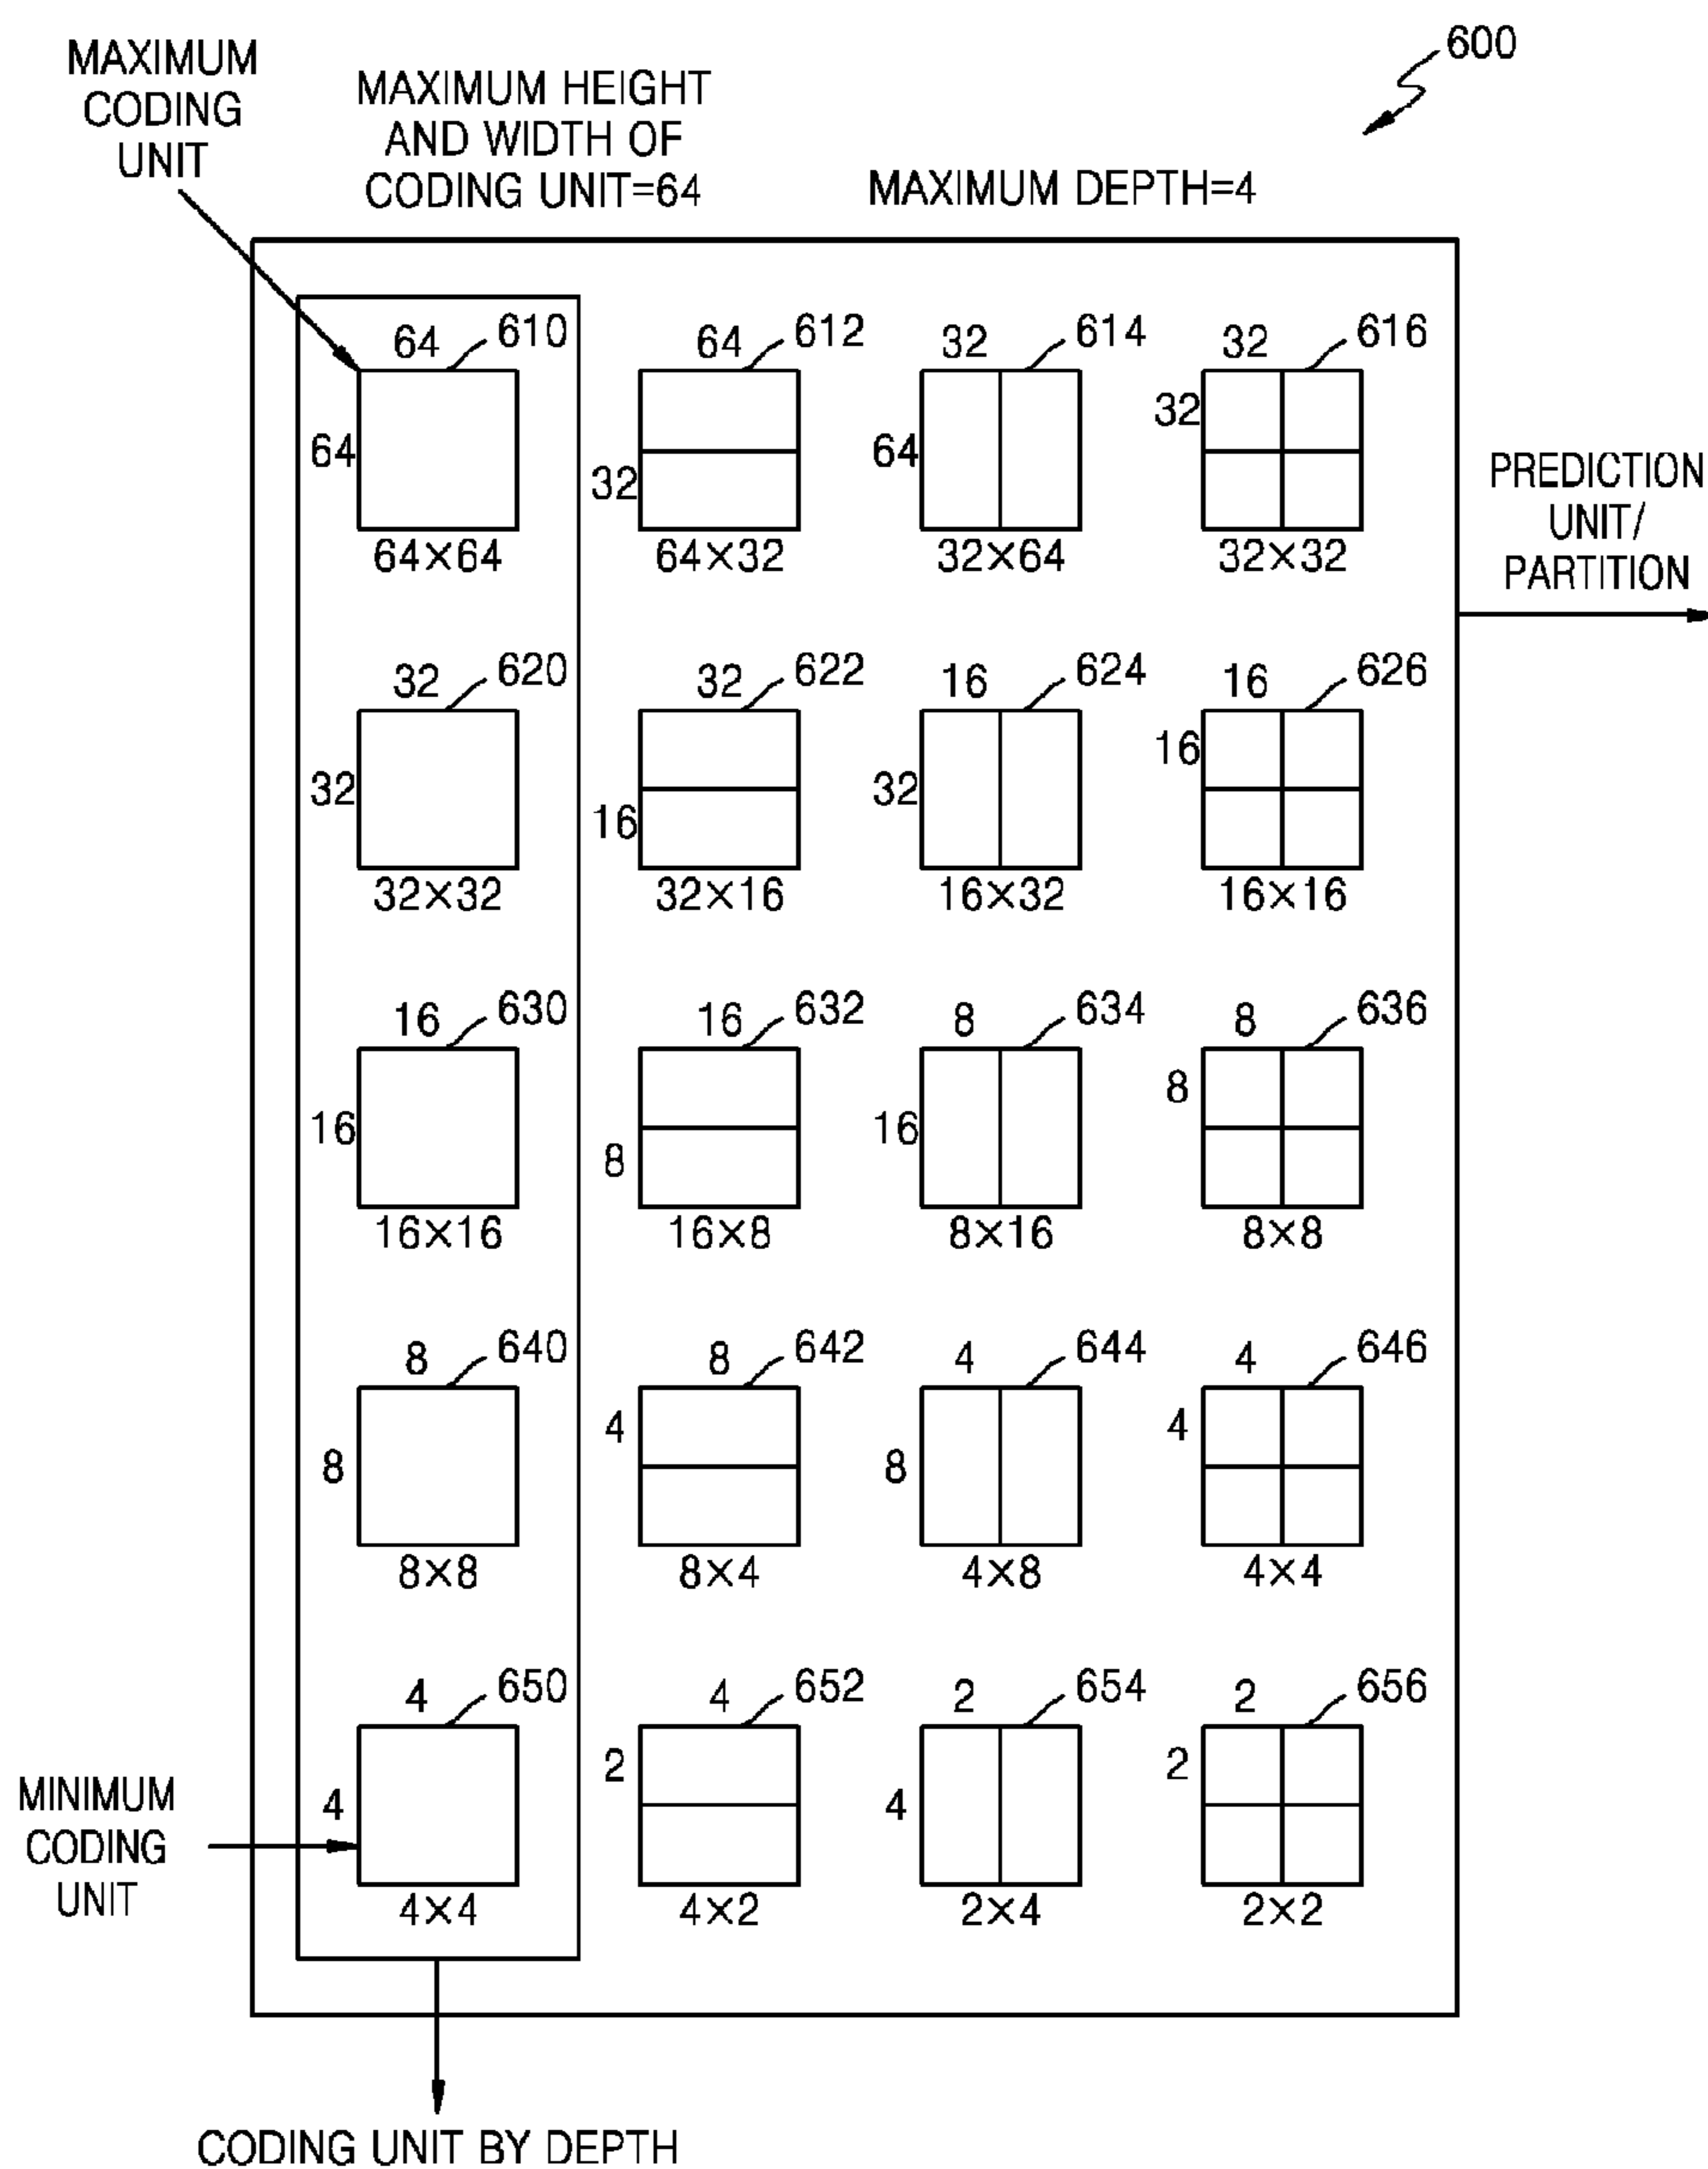 600
MAXIMUM
CODING
UNIT
MAXIMUM HEIGHT
AND WIDTH OF
CODING UNIT=64
MAXIMUM DEPTH=4
64 610 64 612 32 614 32 616
64 32 64 32
64×64 64×32 32×64 32×32
PREDICTION
UNIT/
PARTITION
32 620 32 622 16 624 16 626
32 16 32 16
32×32 32×16 16×32 16×16
16 630 16 632 8 634 8 636
16 8 16 8
16×16 16×8 8×16 8×8
8 640 8 642 4 644 4 646
8 4 8 4
8×8 8×4 4×8 4×4
4 650 4 652 2 654 2 656
4 2 4 2
4×4 4×2 2×4 2×2
MINIMUM
CODING
UNIT
CODING UNIT BY DEPTH